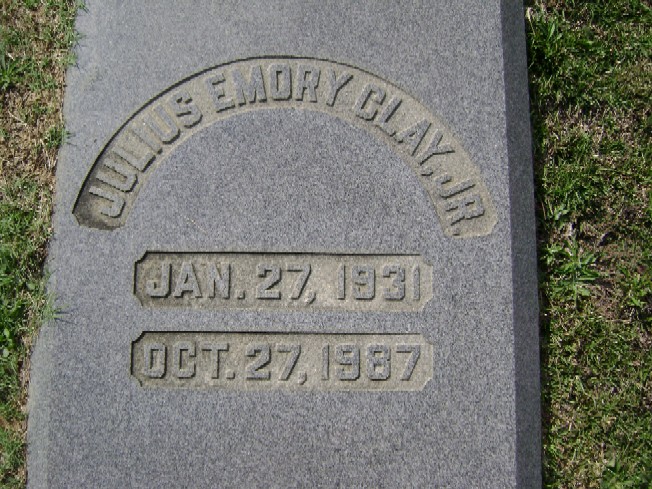 JULIUS EMORY CLAY, JR.
JAN. 27, 1931
OCT. 27, 1987